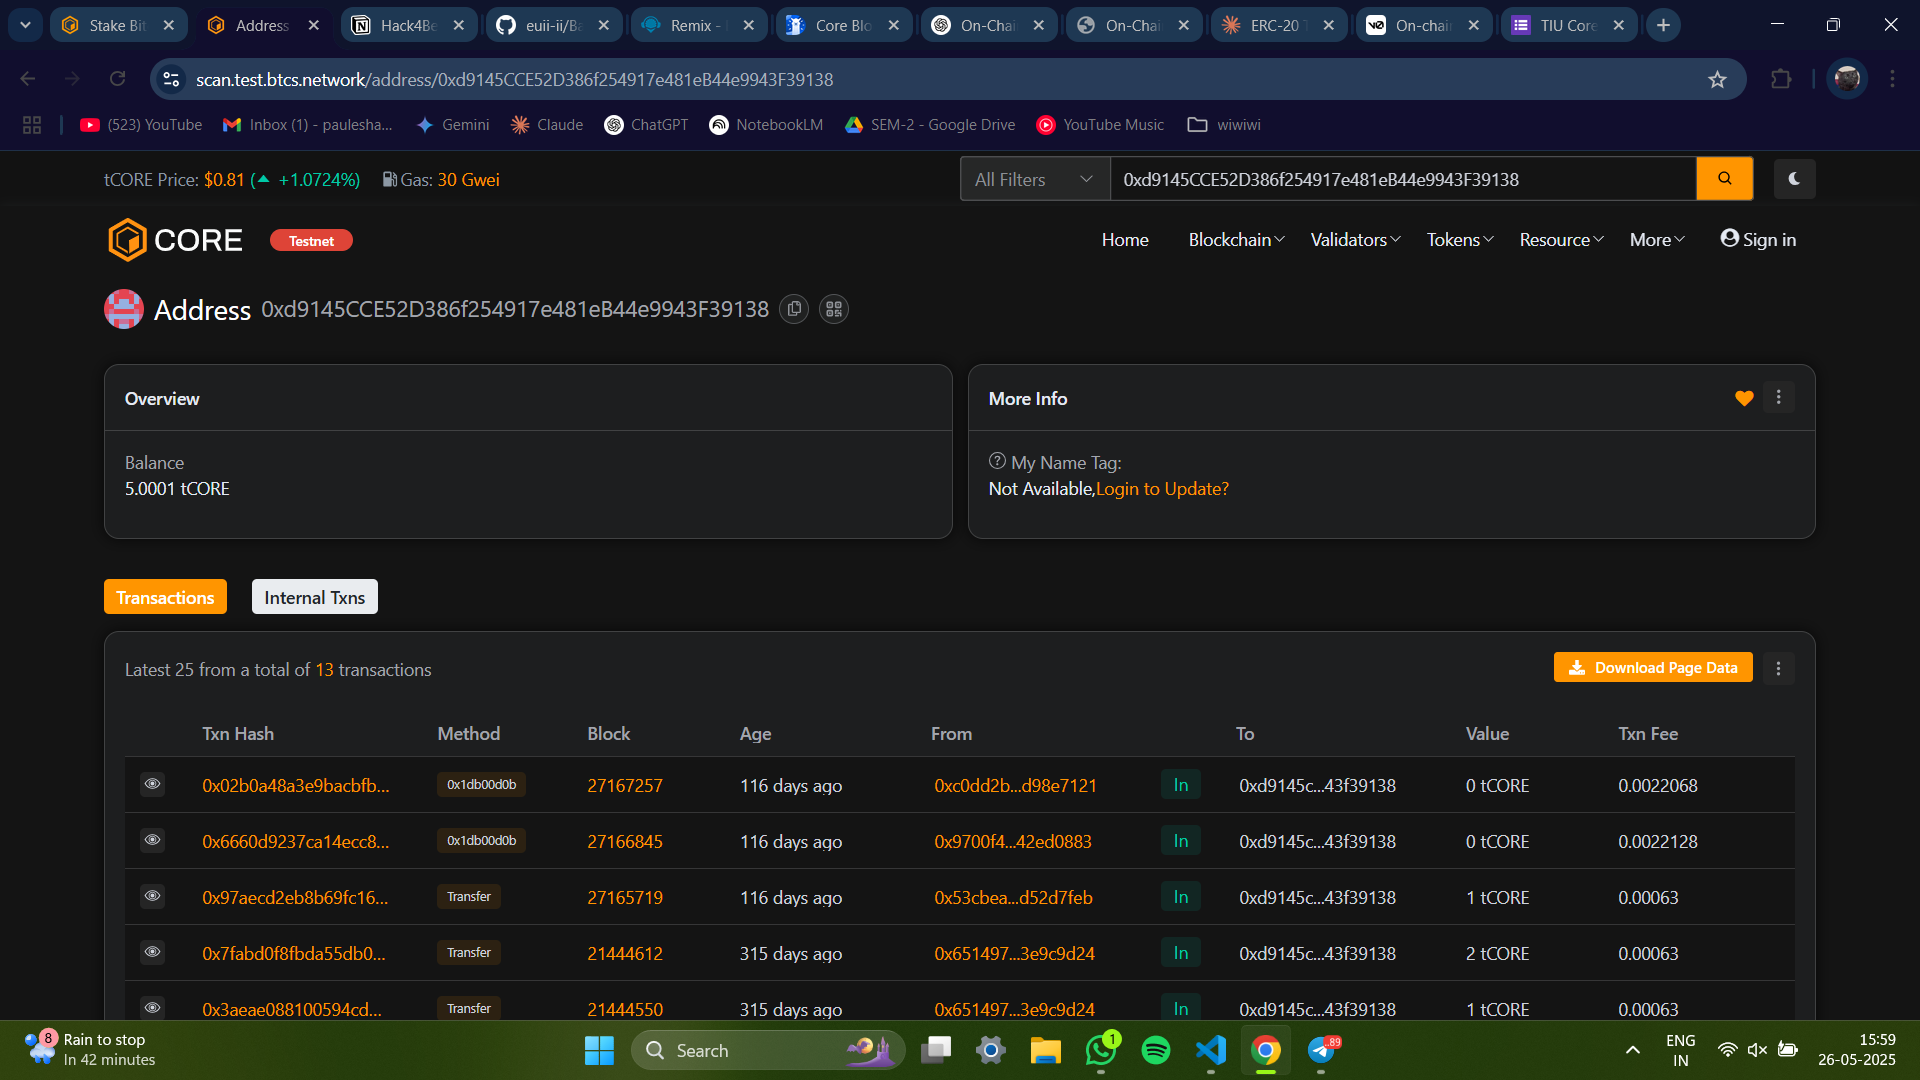 Stake Bit
Address
Hack4Be
euii-ii/Ba
Remix -
Core Blo
On-Chai
On-Chai
ERC-20 T
On-chain
TIU Core
scan.test.btcs.network/address/0xd9145CCE52D386f254917e481eB44e9943F39138
(523) YouTube
Inbox (1) - paulesha...
Gemini
Claude
ChatGPT
NotebookLM
SEM-2 - Google Drive
YouTube Music
wiwiwi
tCORE Price: $0.81 ( +1.0724%) Gas: 30 Gwei
All Filters
0xd9145CCE52D386f254917e481eB44e9943F39138
CORE
Testnet
Home Blockchain Validators Tokens Resource More Sign in
Address 0xd9145CCE52D386f254917e481eB44e9943F39138
Overview
Balance
5.0001 tCORE
More Info
? My Name Tag:
Not Available,Login to Update?
Transactions
Internal Txns
Latest 25 from a total of 13 transactions
Download Page Data
Txn Hash Method Block Age From To Value Txn Fee
0x02b0a48a3e9bacbfb... 0x1db00d0b 27167257 116 days ago 0xc0dd2b...d98e7121 In 0xd9145c...43f39138 0 tCORE 0.0022068
0x6660d9237ca14ecc8... 0x1db00d0b 27166845 116 days ago 0x9700f4...42ed0883 In 0xd9145c...43f39138 0 tCORE 0.0022128
0x97aecd2eb8b69fc16... Transfer 27165719 116 days ago 0x53cbea...d52d7feb In 0xd9145c...43f39138 1 tCORE 0.00063
0x7fabd0f8fbda55db0... Transfer 21444612 315 days ago 0x651497...3e9c9d24 In 0xd9145c...43f39138 2 tCORE 0.00063
0x3aeae088100594cd... Transfer 21444550 315 days ago 0x651497...3e9c9d24 In 0xd9145c...43f39138 1 tCORE 0.00063
8
Rain to stop
In 42 minutes
Search
1
.89
ENG
IN
15:59
26-05-2025